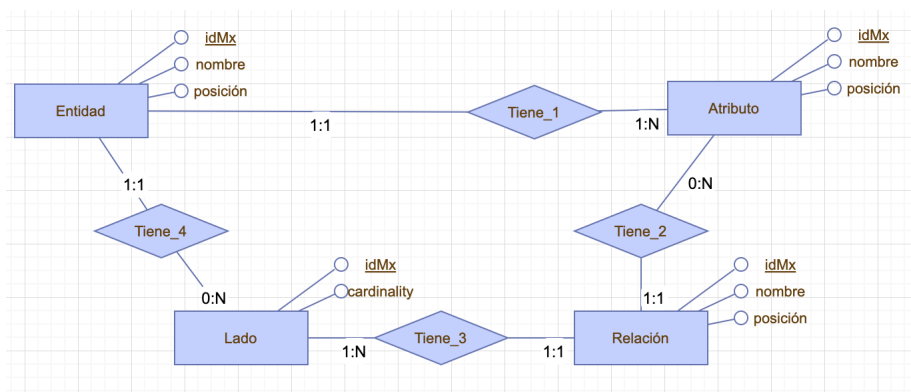 idMx
nombre
posición
Entidad
1:1
Tiene_1
1:N
idMx
nombre
posición
Atributo
1:1
Tiene_4
0:N
0:N
Tiene_2
1:1
idMx
cardinality
Lado
1:N
Tiene_3
1:1
idMx
nombre
posición
Relación